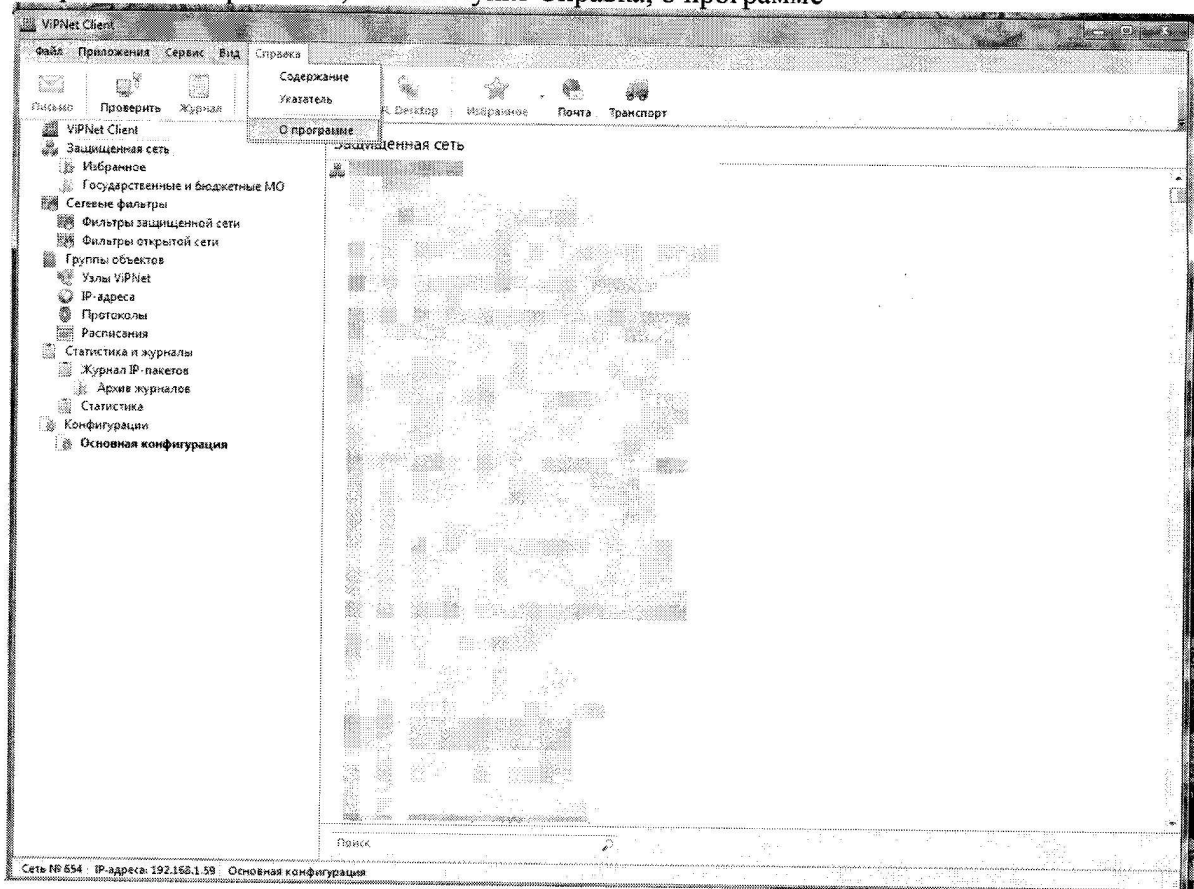 Справка, о программе
ViPNet Client
Файл Приложения Сервис Вид Справка
Содержание
Указатель
О программе
Письмо Проверить Журнал Desktop Избранное Почта Транспорт
ViPNet Client
Защищенная сеть
Избранное
Государственные и бюджетные МО
Сетевые фильтры
Фильтры защищенной сети
Фильтры открытой сети
Группы объектов
Узлы ViPNet
IP-адреса
Протоколы
Расписания
Статистика и журналы
Журнал IP-пакетов
Архив журналов
Статистика
Конфигурации
Основная конфигурация
Защищенная сеть
Поиск
Сеть № 654 IP-адреса: 192.168.1.59 Основная конфигурация